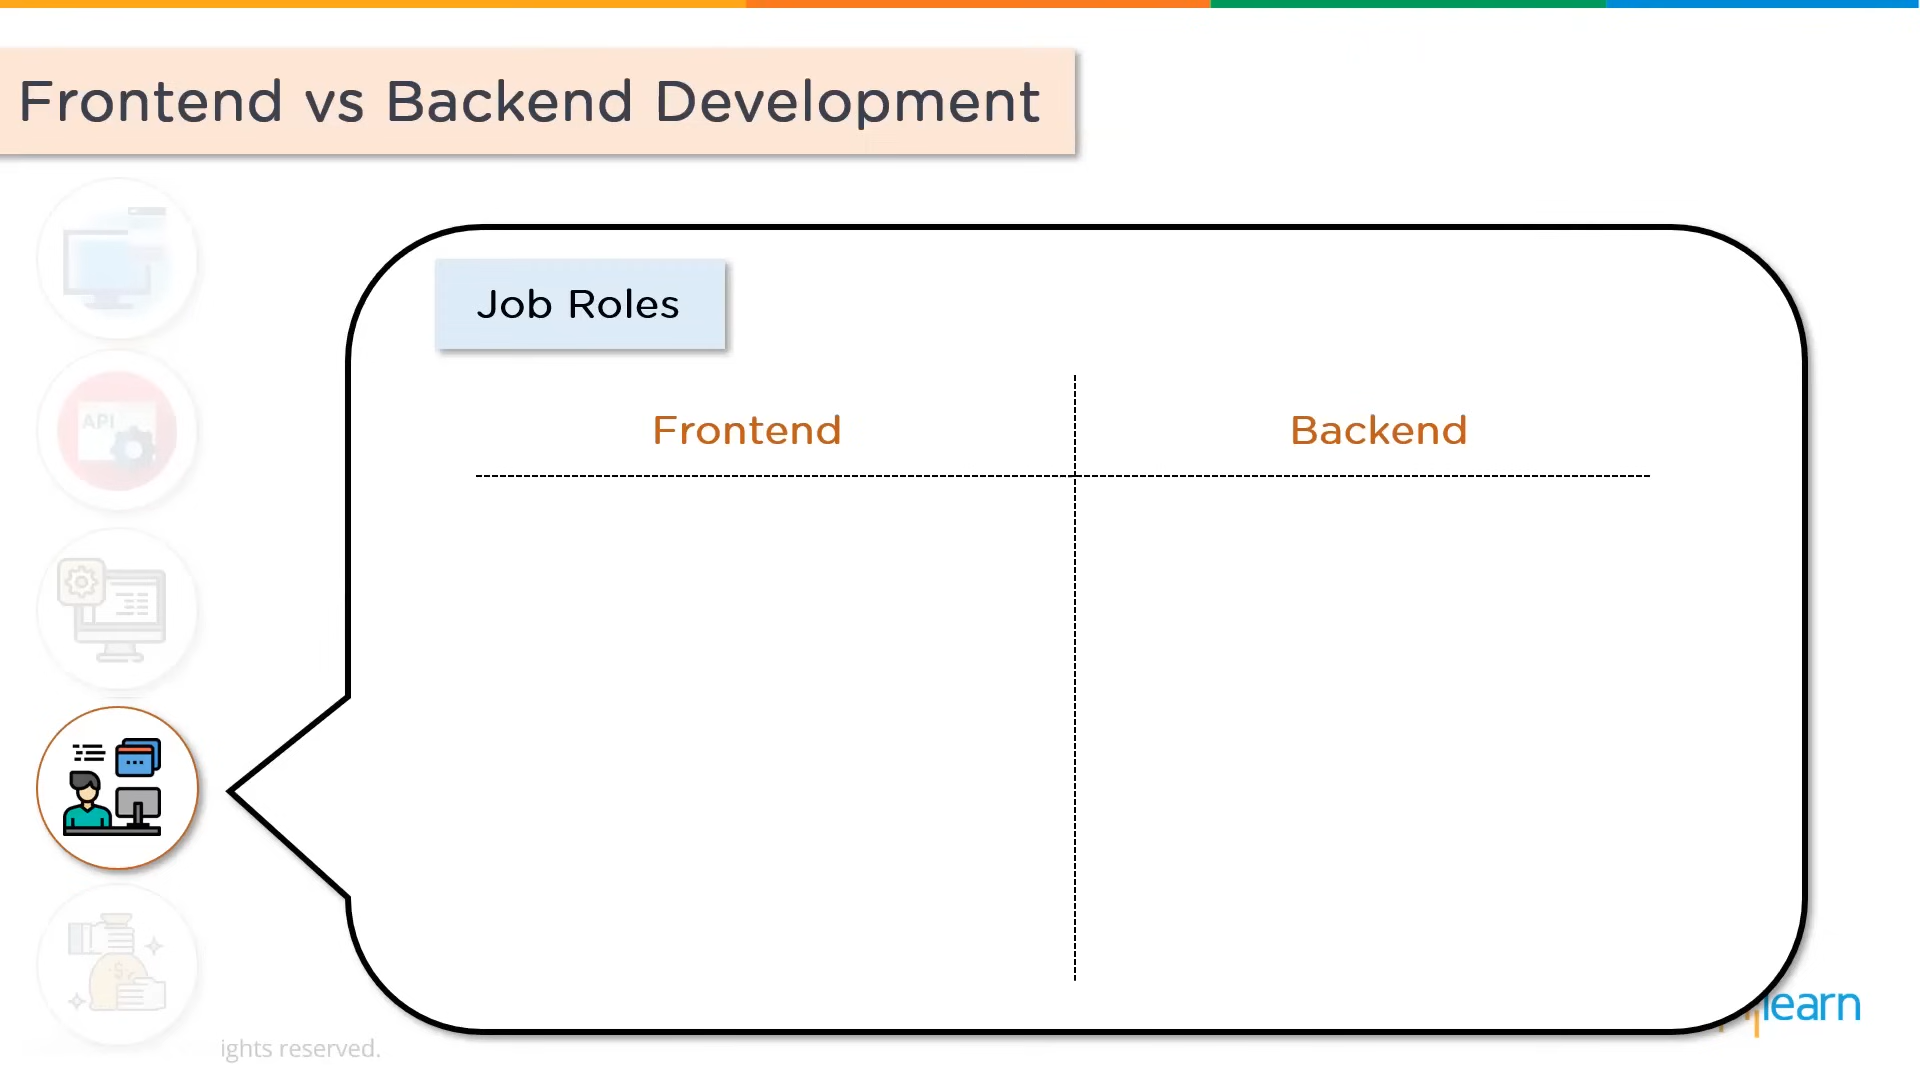 Frontend vs Backend Development
API
Job Roles
Frontend
Backend
$
learn
ights reserved.